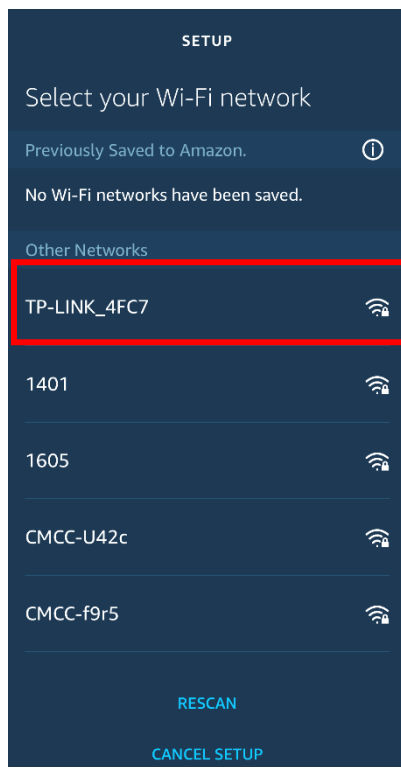 SETUP
Select your Wi-Fi network
Previously Saved to Amazon.
No Wi-Fi networks have been saved.
Other Networks
TP-LINK_4FC7
1401
1605
CMCC-U42c
CMCC-f9r5
RESCAN
CANCEL SETUP